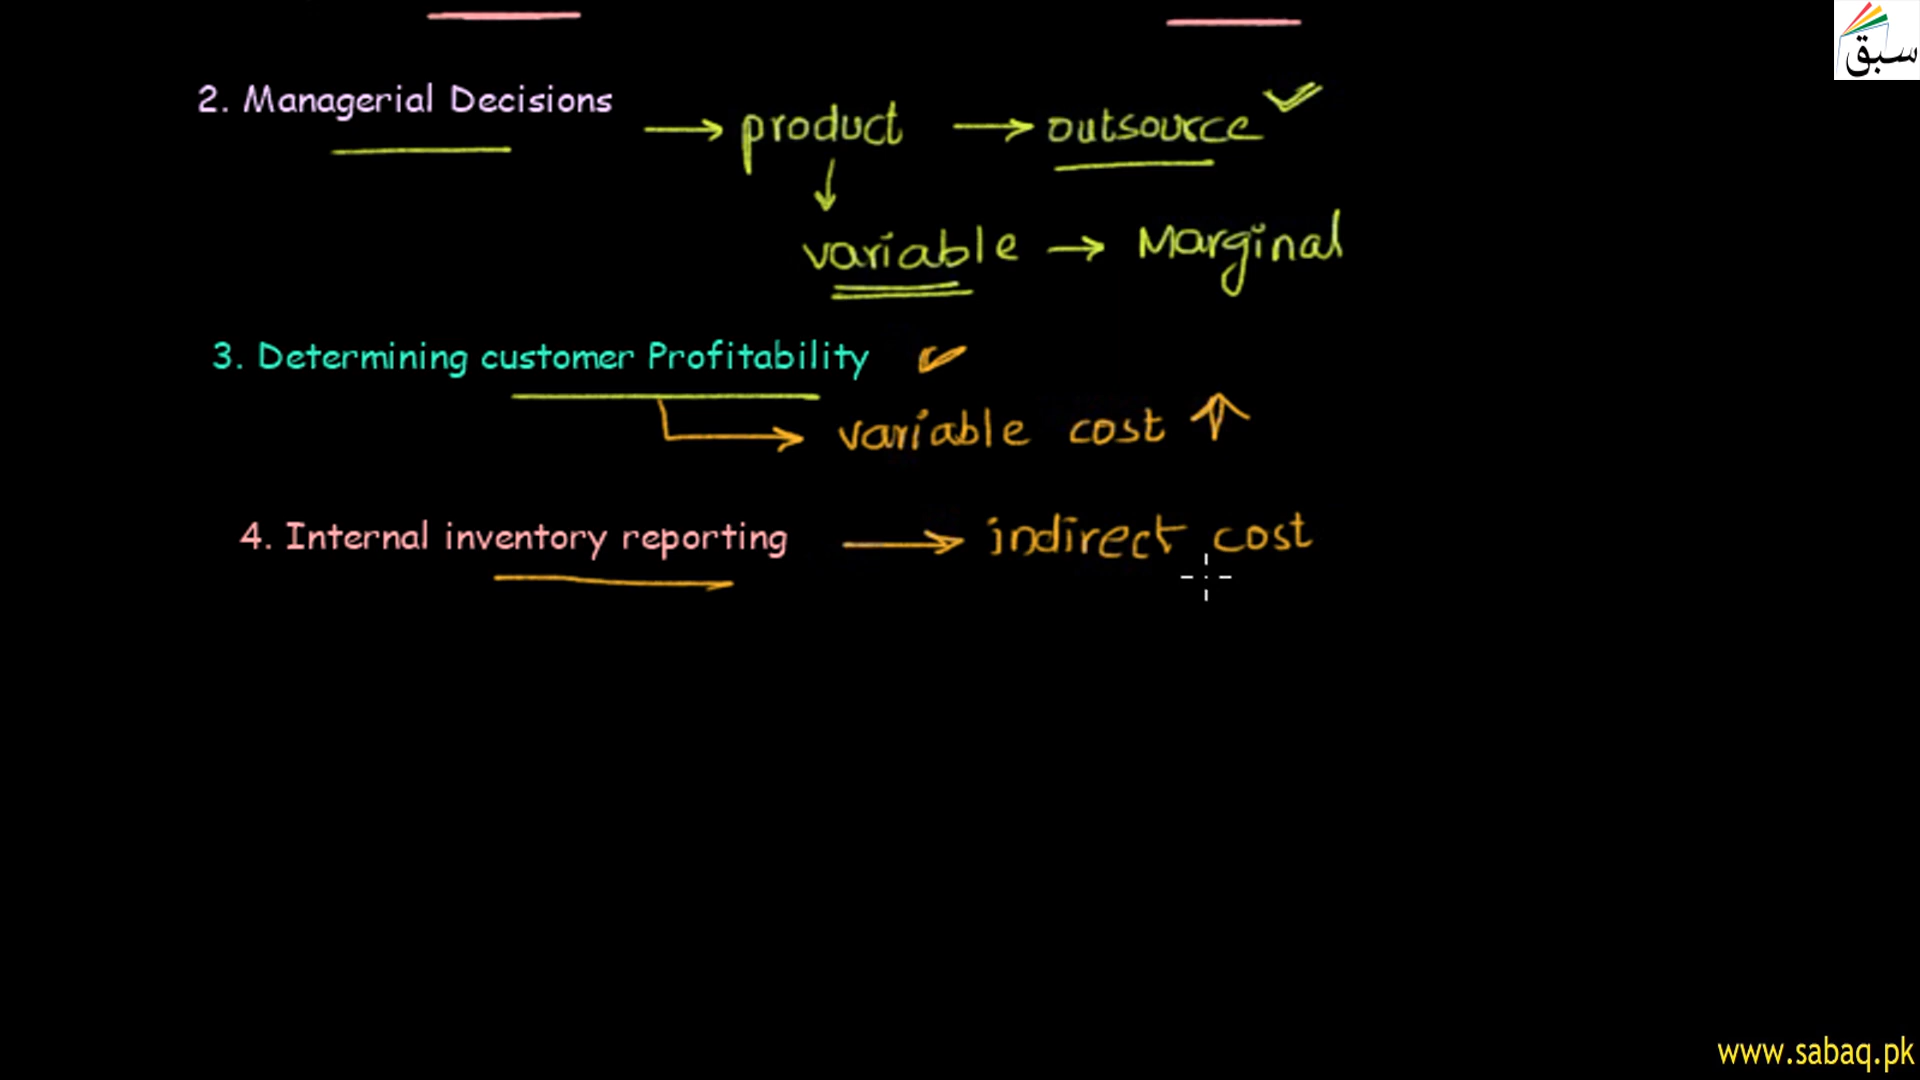 سبق
2. Managerial Decisions → product → outsource ✓
↓
variable → Marginal
3. Determining customer Profitability ✓
→ variable cost ↑
4. Internal inventory reporting → indirect cost
www.sabaq.pk